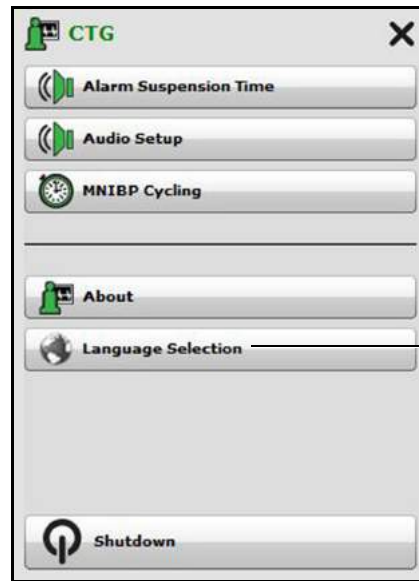 CTG
Alarm Suspension Time
Audio Setup
MNIBP Cycling
About
Language Selection
Shutdown